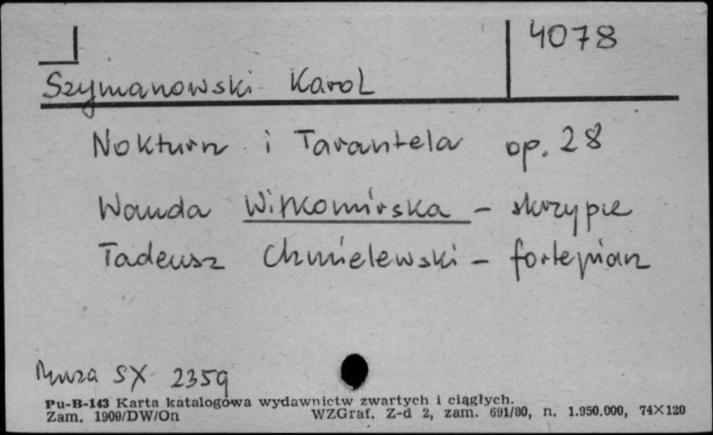 4078
Szymanowski Karol
Nokturn i Tarantela op. 28
Wanda Wiłkomirska - skrzypce
Tadeusz Chmielewski - fortepian
Muza SX 2359
Pu-B-143 Karta katalogowa wydawnictw zwartych i ciągłych.
Zam. 1909/DW/On WZGraf. Z-d 2, zam. 691/80, n. 1.950.000, 74×120